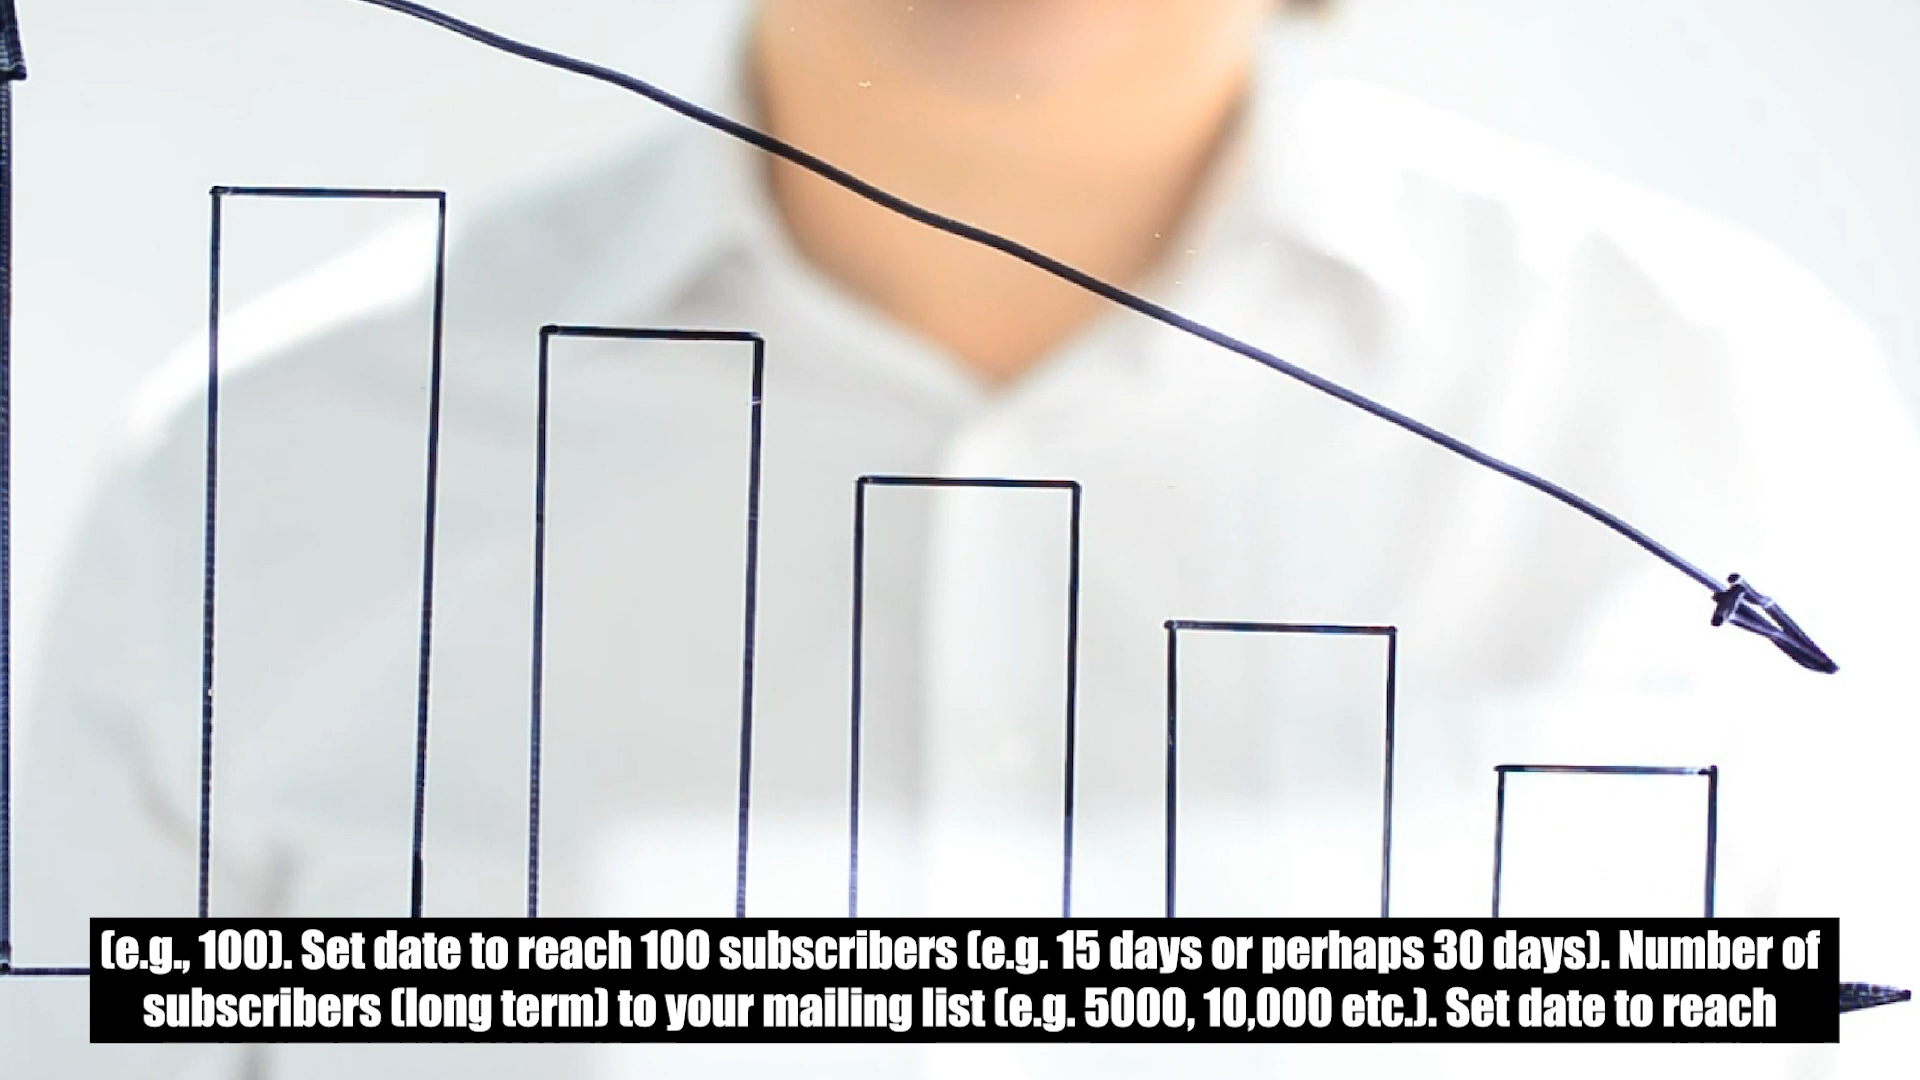 (e.g., 100). Set date to reach 100 subscribers (e.g. 15 days or perhaps 30 days). Number of
subscribers (long term) to your mailing list (e.g. 5000, 10,000 etc.). Set date to reach